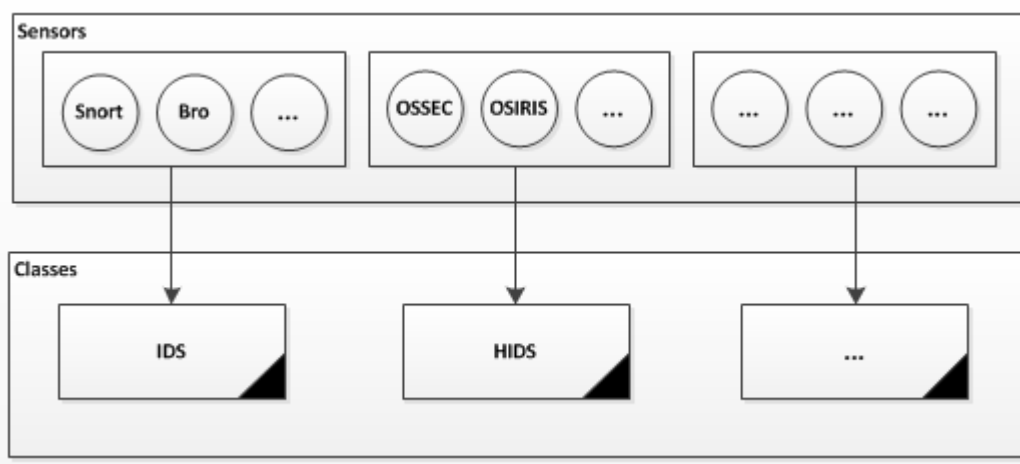 Sensors
Snort
Bro
...
OSSEC
OSIRIS
...
...
...
...
Classes
IDS
HIDS
...